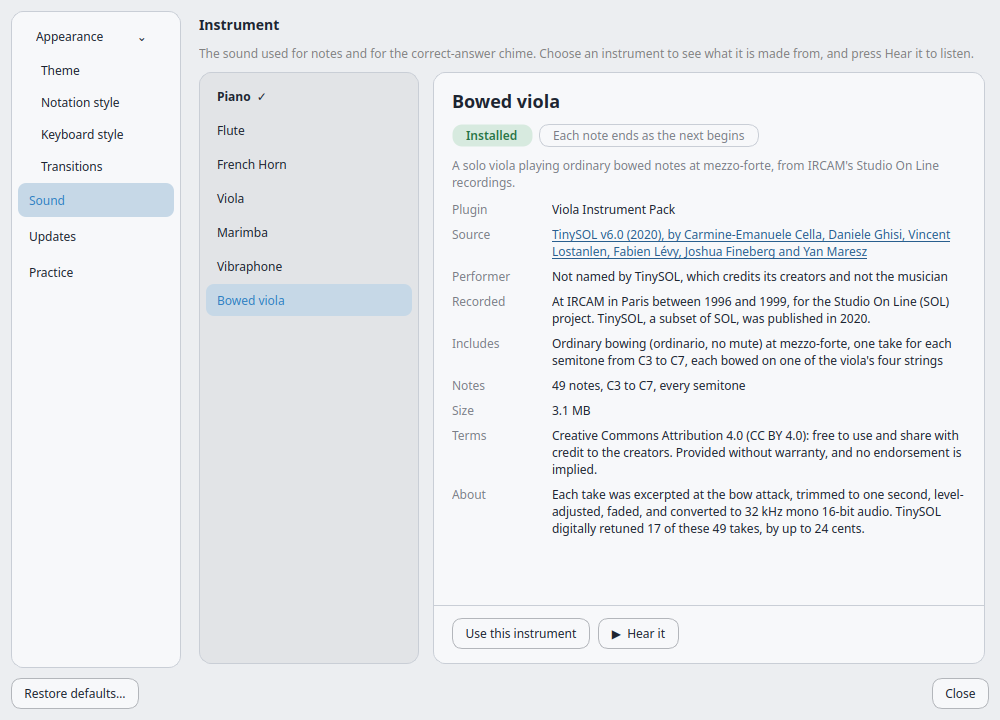 Appearance
Theme
Notation style
Keyboard style
Transitions
Sound
Updates
Practice
Instrument
The sound used for notes and for the correct-answer chime. Choose an instrument to see what it is made from, and press Hear it to listen.
Piano ✓
Flute
French Horn
Viola
Marimba
Vibraphone
Bowed viola
Bowed viola
Installed
Each note ends as the next begins
A solo viola playing ordinary bowed notes at mezzo-forte, from IRCAM's Studio On Line
recordings.
Plugin Viola Instrument Pack
Source TinySOL v6.0 (2020), by Carmine-Emanuele Cella, Daniele Ghisi, Vincent
Lostanlen, Fabien Lévy, Joshua Fineberg and Yan Maresz
Performer Not named by TinySOL, which credits its creators and not the musician
Recorded At IRCAM in Paris between 1996 and 1999, for the Studio On Line (SOL)
project. TinySOL, a subset of SOL, was published in 2020.
Includes Ordinary bowing (ordinario, no mute) at mezzo-forte, one take for each
semitone from C3 to C7, each bowed on one of the viola's four strings
Notes 49 notes, C3 to C7, every semitone
Size 3.1 MB
Terms Creative Commons Attribution 4.0 (CC BY 4.0): free to use and share with
credit to the creators. Provided without warranty, and no endorsement is
implied.
About Each take was excerpted at the bow attack, trimmed to one second, level-
adjusted, faded, and converted to 32 kHz mono 16-bit audio. TinySOL
digitally retuned 17 of these 49 takes, by up to 24 cents.
Use this instrument
▶ Hear it
Restore defaults...
Close